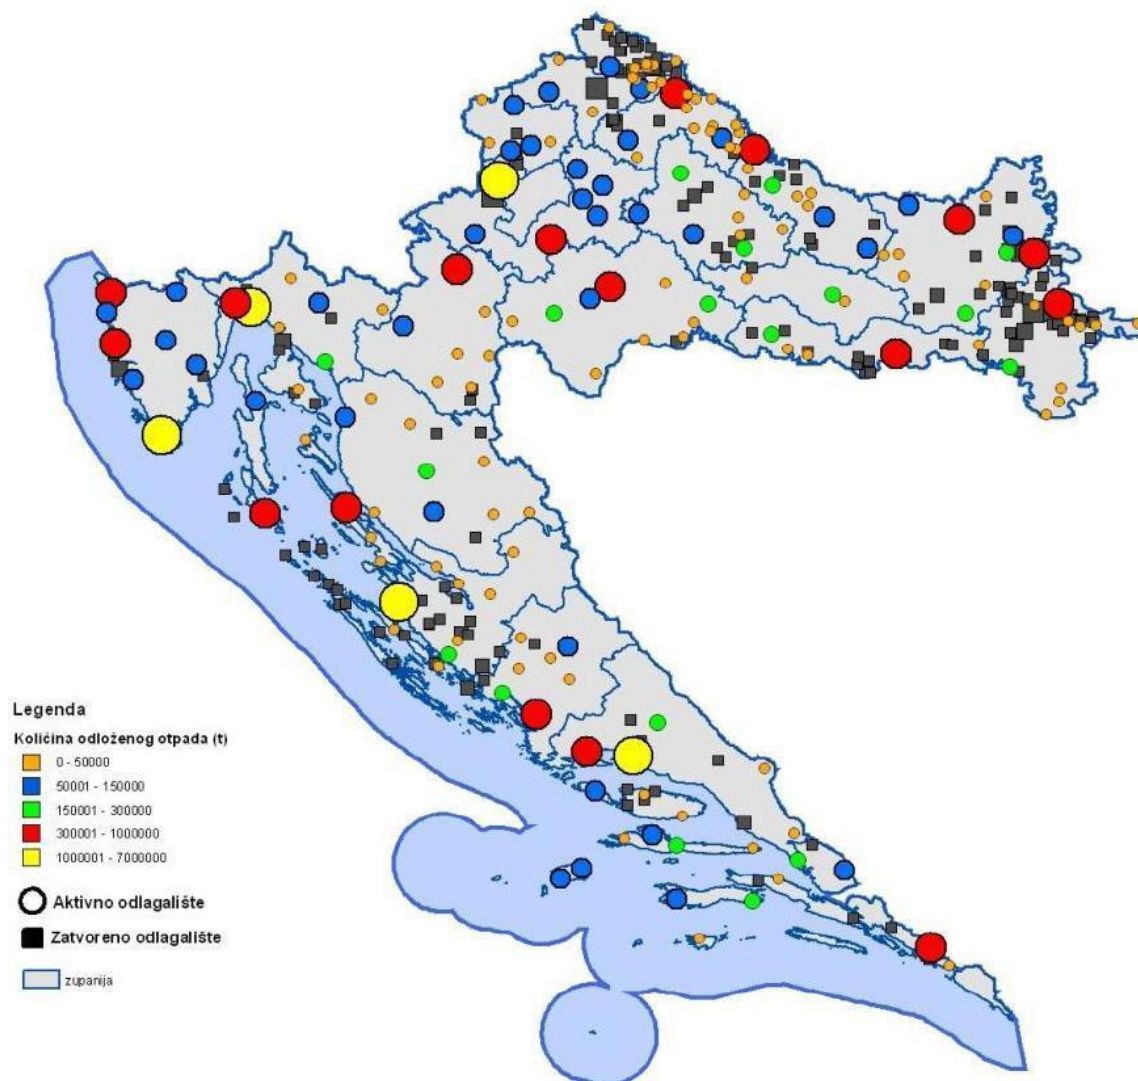 Legenda
Količina odloženog otpada (t)
0 - 50000
50001 - 150000
150001 - 300000
300001 - 1000000
1000001 - 7000000
Aktivno odlagalište
Zatvoreno odlagalište
zupanija